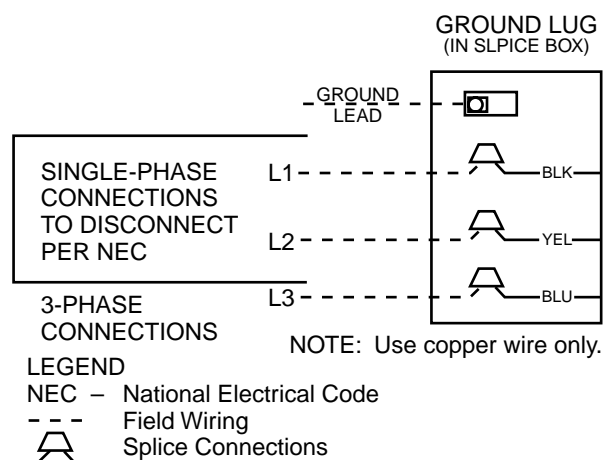 GROUND LUG
(IN SLPICE BOX)
GROUND
LEAD
SINGLE-PHASE
CONNECTIONS
TO DISCONNECT
PER NEC
L1
BLK
L2
YEL
L3
BLU
3-PHASE
CONNECTIONS
NOTE: Use copper wire only.
LEGEND
NEC – National Electrical Code
Field Wiring
Splice Connections